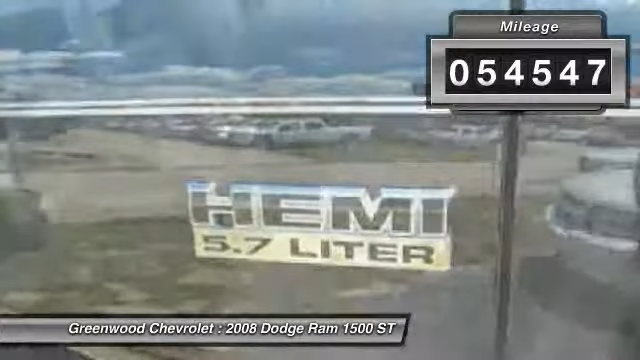 Mileage
054547
HEMI
5.7 LITER
Greenwood Chevrolet : 2008 Dodge Ram 1500 ST